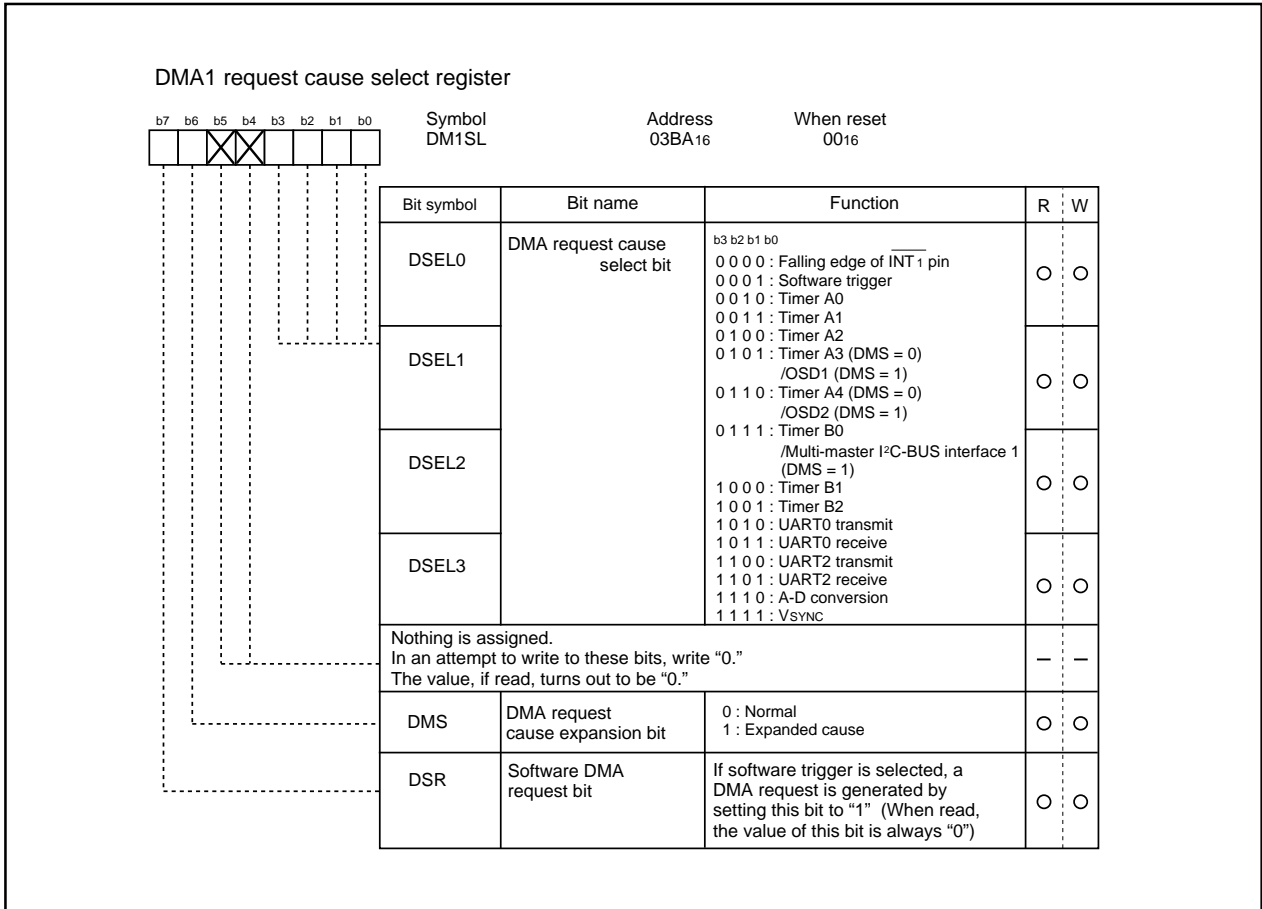 DMA1 request cause select register
b7 b6 b5 b4 b3 b2 b1 b0
Symbol Address When reset
DM1SL 03BA16 0016
Bit symbol Bit name Function R W
DSEL0
DSEL1
DSEL2
DSEL3
DMA request cause
select bit
b3 b2 b1 b0
0 0 0 0 : Falling edge of INT1 pin
0 0 0 1 : Software trigger
0 0 1 0 : Timer A0
0 0 1 1 : Timer A1
0 1 0 0 : Timer A2
0 1 0 1 : Timer A3 (DMS = 0)
/OSD1 (DMS = 1)
0 1 1 0 : Timer A4 (DMS = 0)
/OSD2 (DMS = 1)
0 1 1 1 : Timer B0
/Multi-master I²C-BUS interface 1
(DMS = 1)
1 0 0 0 : Timer B1
1 0 0 1 : Timer B2
1 0 1 0 : UART0 transmit
1 0 1 1 : UART0 receive
1 1 0 0 : UART2 transmit
1 1 0 1 : UART2 receive
1 1 1 0 : A-D conversion
1 1 1 1 : VSYNC
Nothing is assigned.
In an attempt to write to these bits, write “0.”
The value, if read, turns out to be “0.”
– –
DMS
DMA request
cause expansion bit
0 : Normal
1 : Expanded cause
DSR
Software DMA
request bit
If software trigger is selected, a
DMA request is generated by
setting this bit to “1” (When read,
the value of this bit is always “0”)